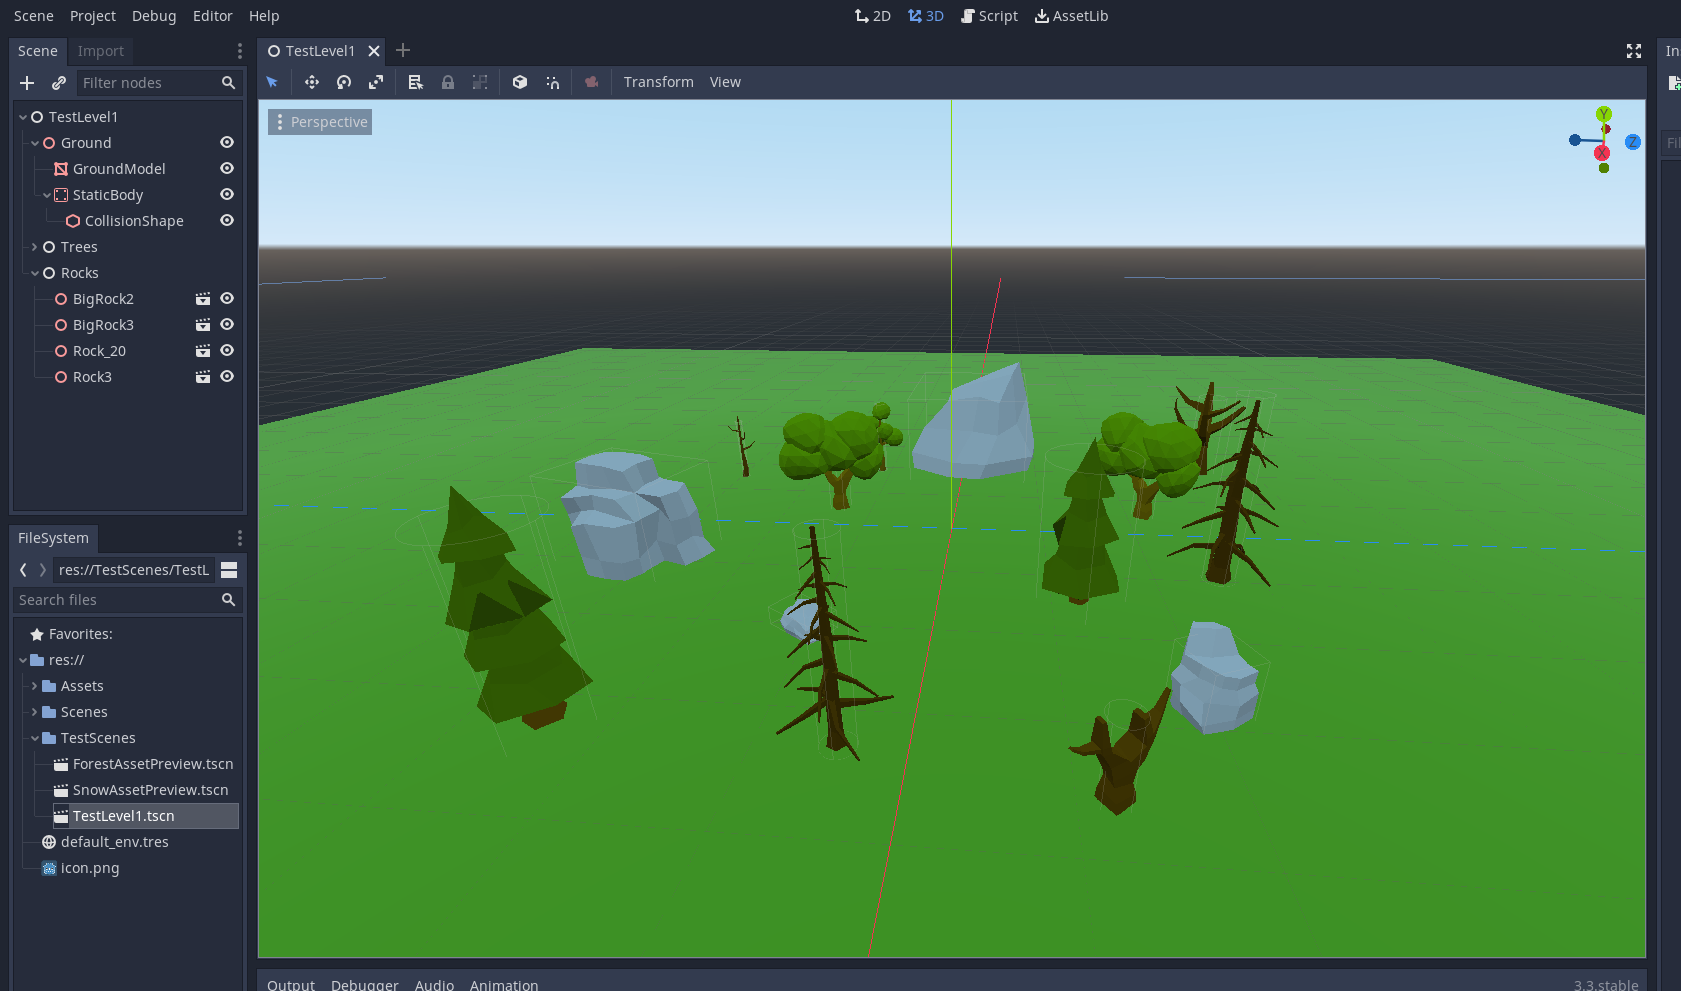 Scene Project Debug Editor Help
2D 3D Script AssetLib
Scene Import
Filter nodes
TestLevel1
Ground
GroundModel
StaticBody
CollisionShape
Trees
Rocks
BigRock2
BigRock3
Rock_20
Rock3
FileSystem
res://TestScenes/TestL
Search files
Favorites:
res://
Assets
Scenes
TestScenes
ForestAssetPreview.tscn
SnowAssetPreview.tscn
TestLevel1.tscn
default_env.tres
icon.png
TestLevel1
Transform View
Perspective
Y
Z
X
Output Debugger Audio Animation
3.3.stable
In
Fil